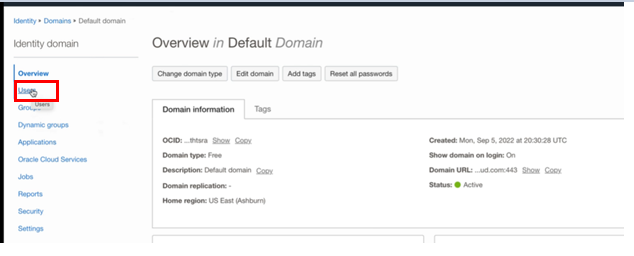 Identity › Domains › Default domain
Identity domain
Overview in Default Domain
Overview
Users
Users
Groups
Dynamic groups
Applications
Oracle Cloud Services
Jobs
Reports
Security
Settings
Change domain type Edit domain Add tags Reset all passwords
Domain information Tags
OCID: ...thtsra Show Copy
Domain type: Free
Description: Default domain Copy
Domain replication: -
Home region: US East (Ashburn)
Created: Mon, Sep 5, 2022 at 20:30:28 UTC
Show domain on login: On
Domain URL: ...ud.com:443 Show Copy
Status: Active